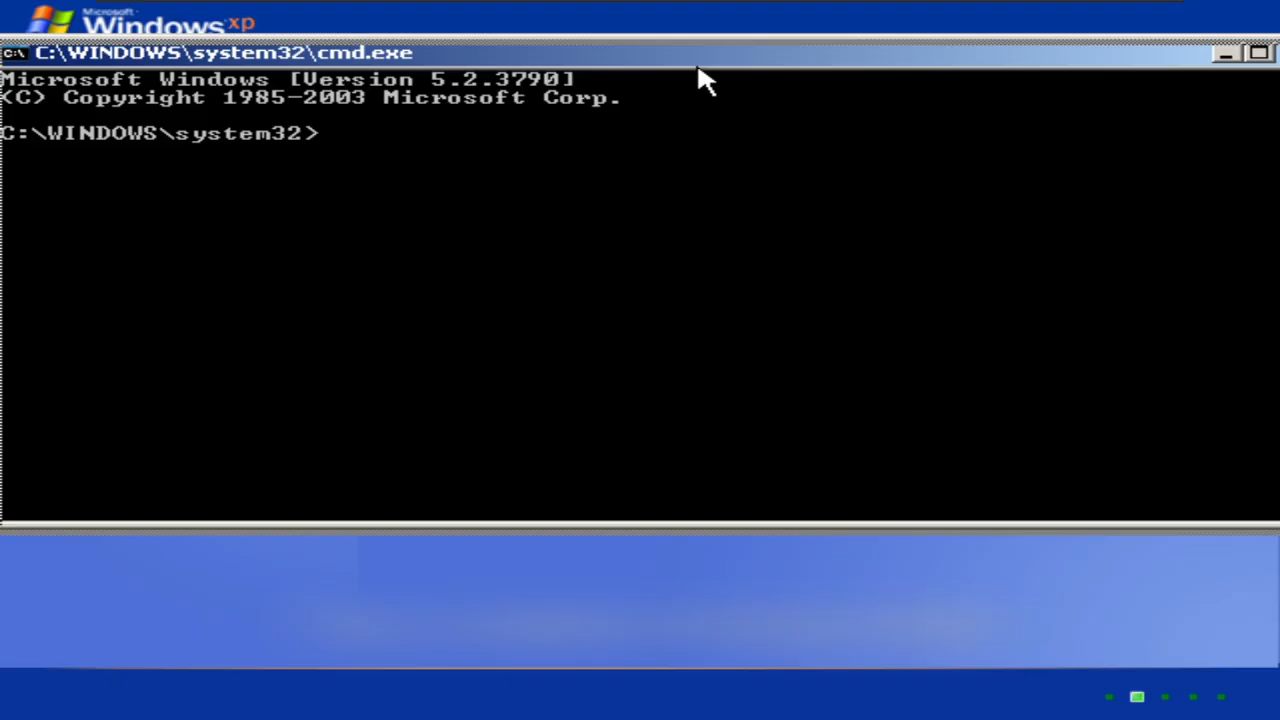 Microsoft
Windows xp
C:\WINDOWS\system32\cmd.exe
Microsoft Windows [Version 5.2.3790]
(C) Copyright 1985-2003 Microsoft Corp.
C:\WINDOWS\system32>